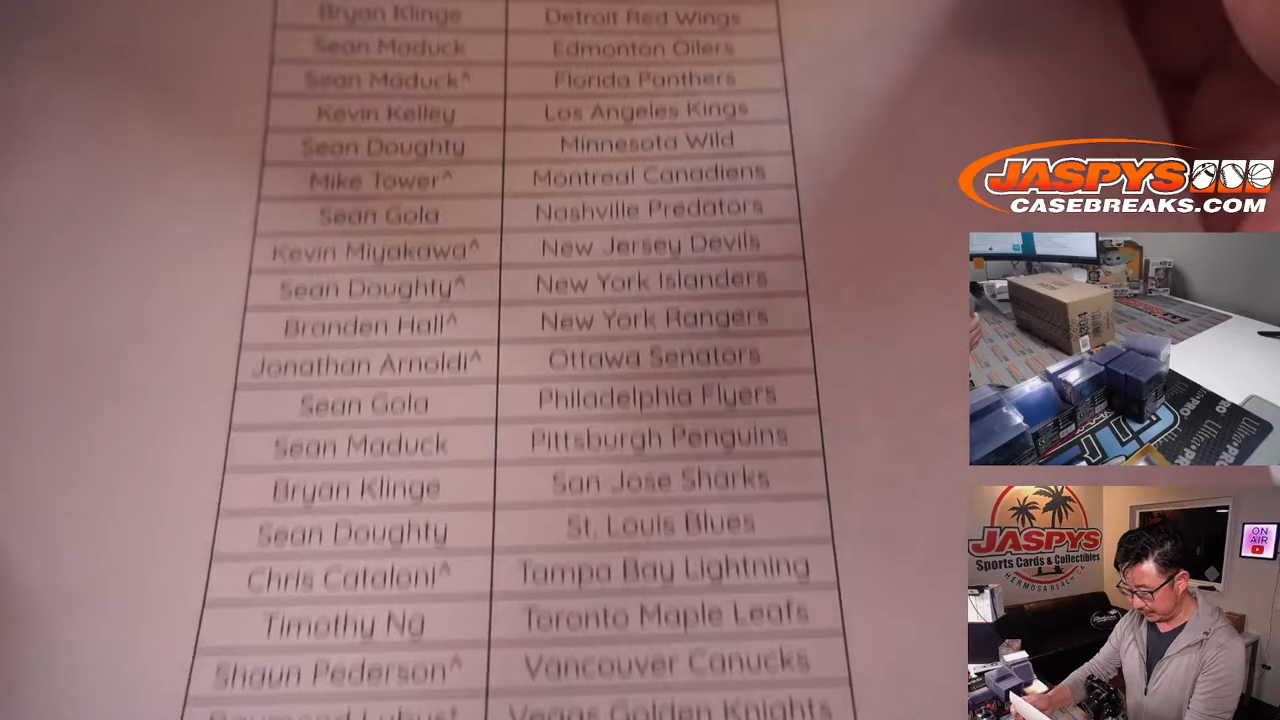 Bryan Klinge Detroit Red Wings
Sean Maduck Edmonton Oilers
Sean Maduck^ Florida Panthers
Kevin Kelley Los Angeles Kings
Sean Doughty Minnesota Wild
Mike Tower^ Montreal Canadiens
Sean Gola Nashville Predators
Kevin Miyakawa^ New Jersey Devils
Sean Doughty^ New York Islanders
Branden Hall^ New York Rangers
Jonathan Arnoldi^ Ottawa Senators
Sean Gola Philadelphia Flyers
Sean Maduck Pittsburgh Penguins
Bryan Klinge San Jose Sharks
Sean Doughty St. Louis Blues
Chris Cataloni^ Tampa Bay Lightning
Timothy Ng Toronto Maple Leafs
Shaun Pederson^ Vancouver Canucks
Vegas Golden Knights
JASPYS
CASEBREAKS.COM
JASPYS
Sports Cards & Collectibles
HERMOSA BEACH CA
ON
AIR